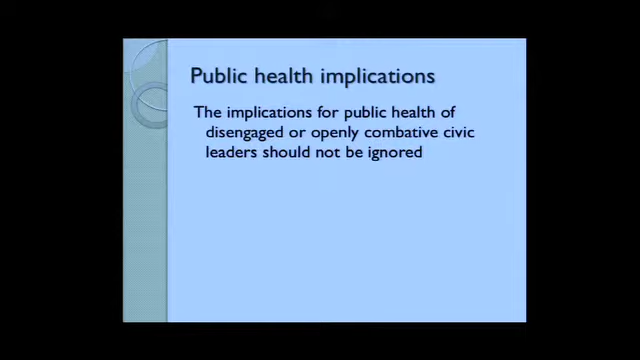 Public health implications
The implications for public health of
disengaged or openly combative civic
leaders should not be ignored